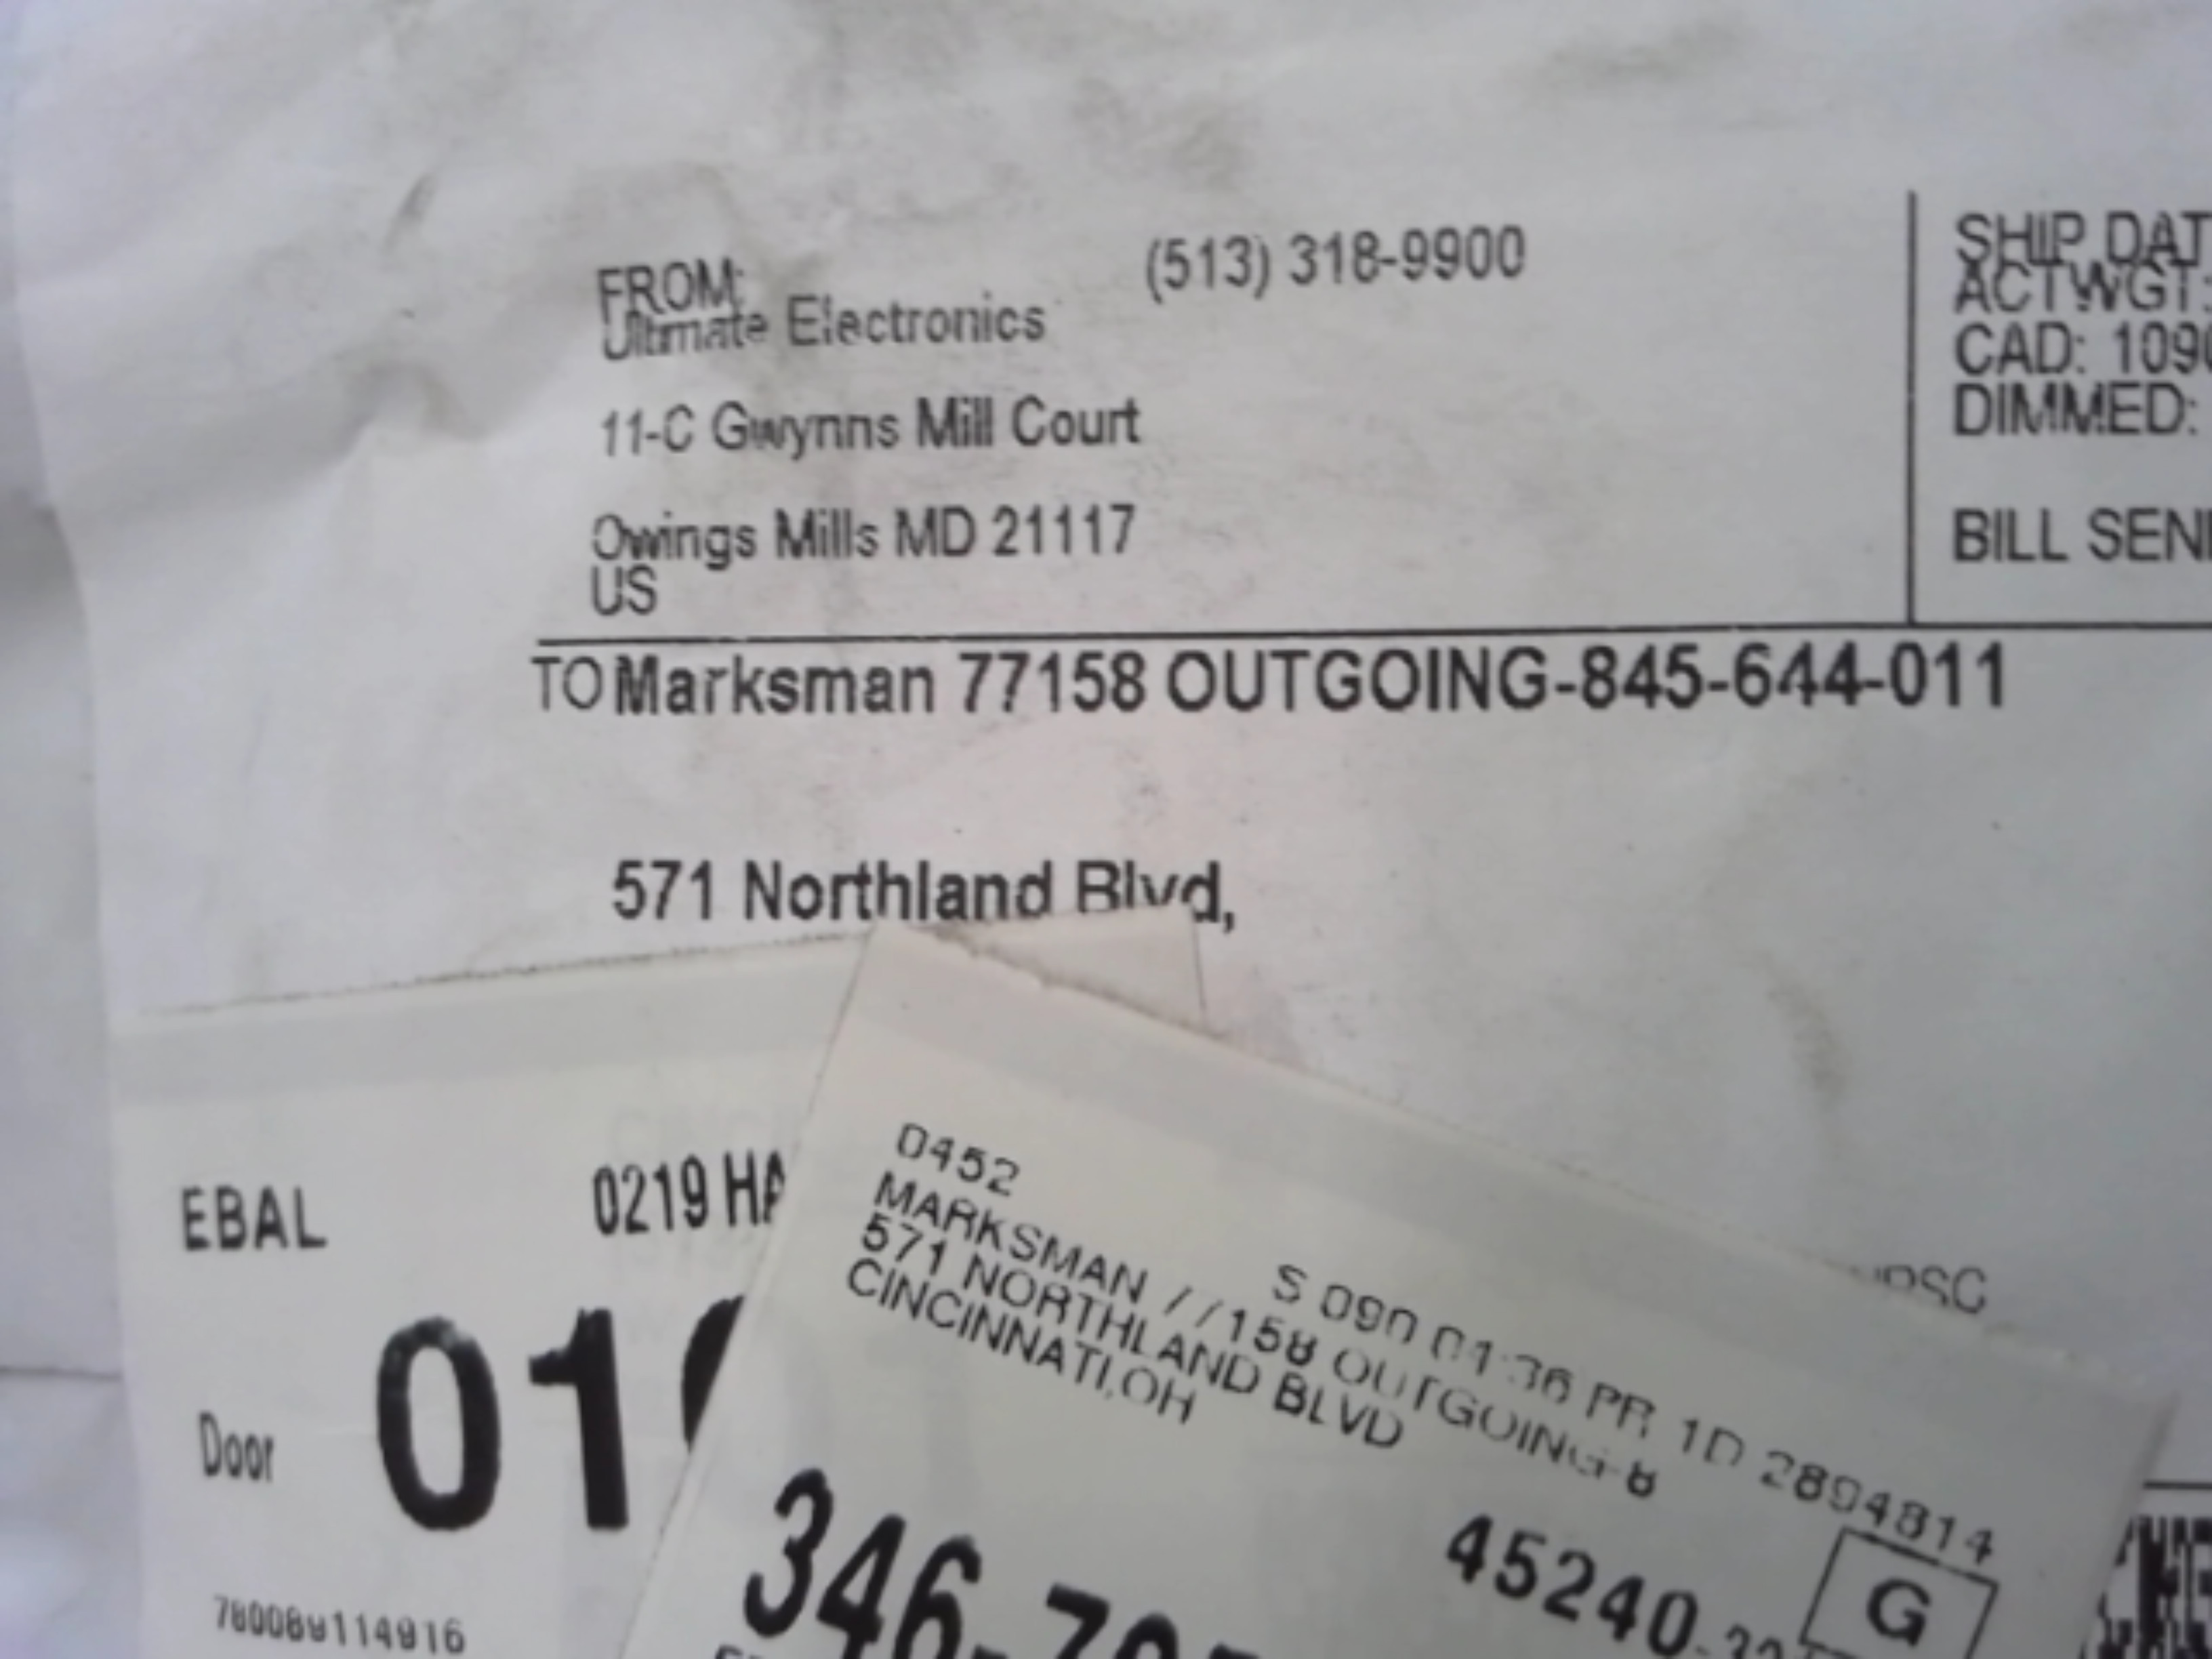 FROM: (513) 318-9900
Ultimate Electronics
11-C Gwynns Mill Court
Owings Mills MD 21117
US
SHIP DAT
ACTWGT:
CAD: 109
DIMMED:
BILL SEN
TO Marksman 77158 OUTGOING-845-644-011
571 Northland Blvd,
EBAL 0219 HA
Door 01
0452
S 090 01:36 PR 1D 2894814
MARKSMAN //158 OUTGOING-8
571 NORTHLAND BLVD
CINCINNATI,OH
45240
G
346